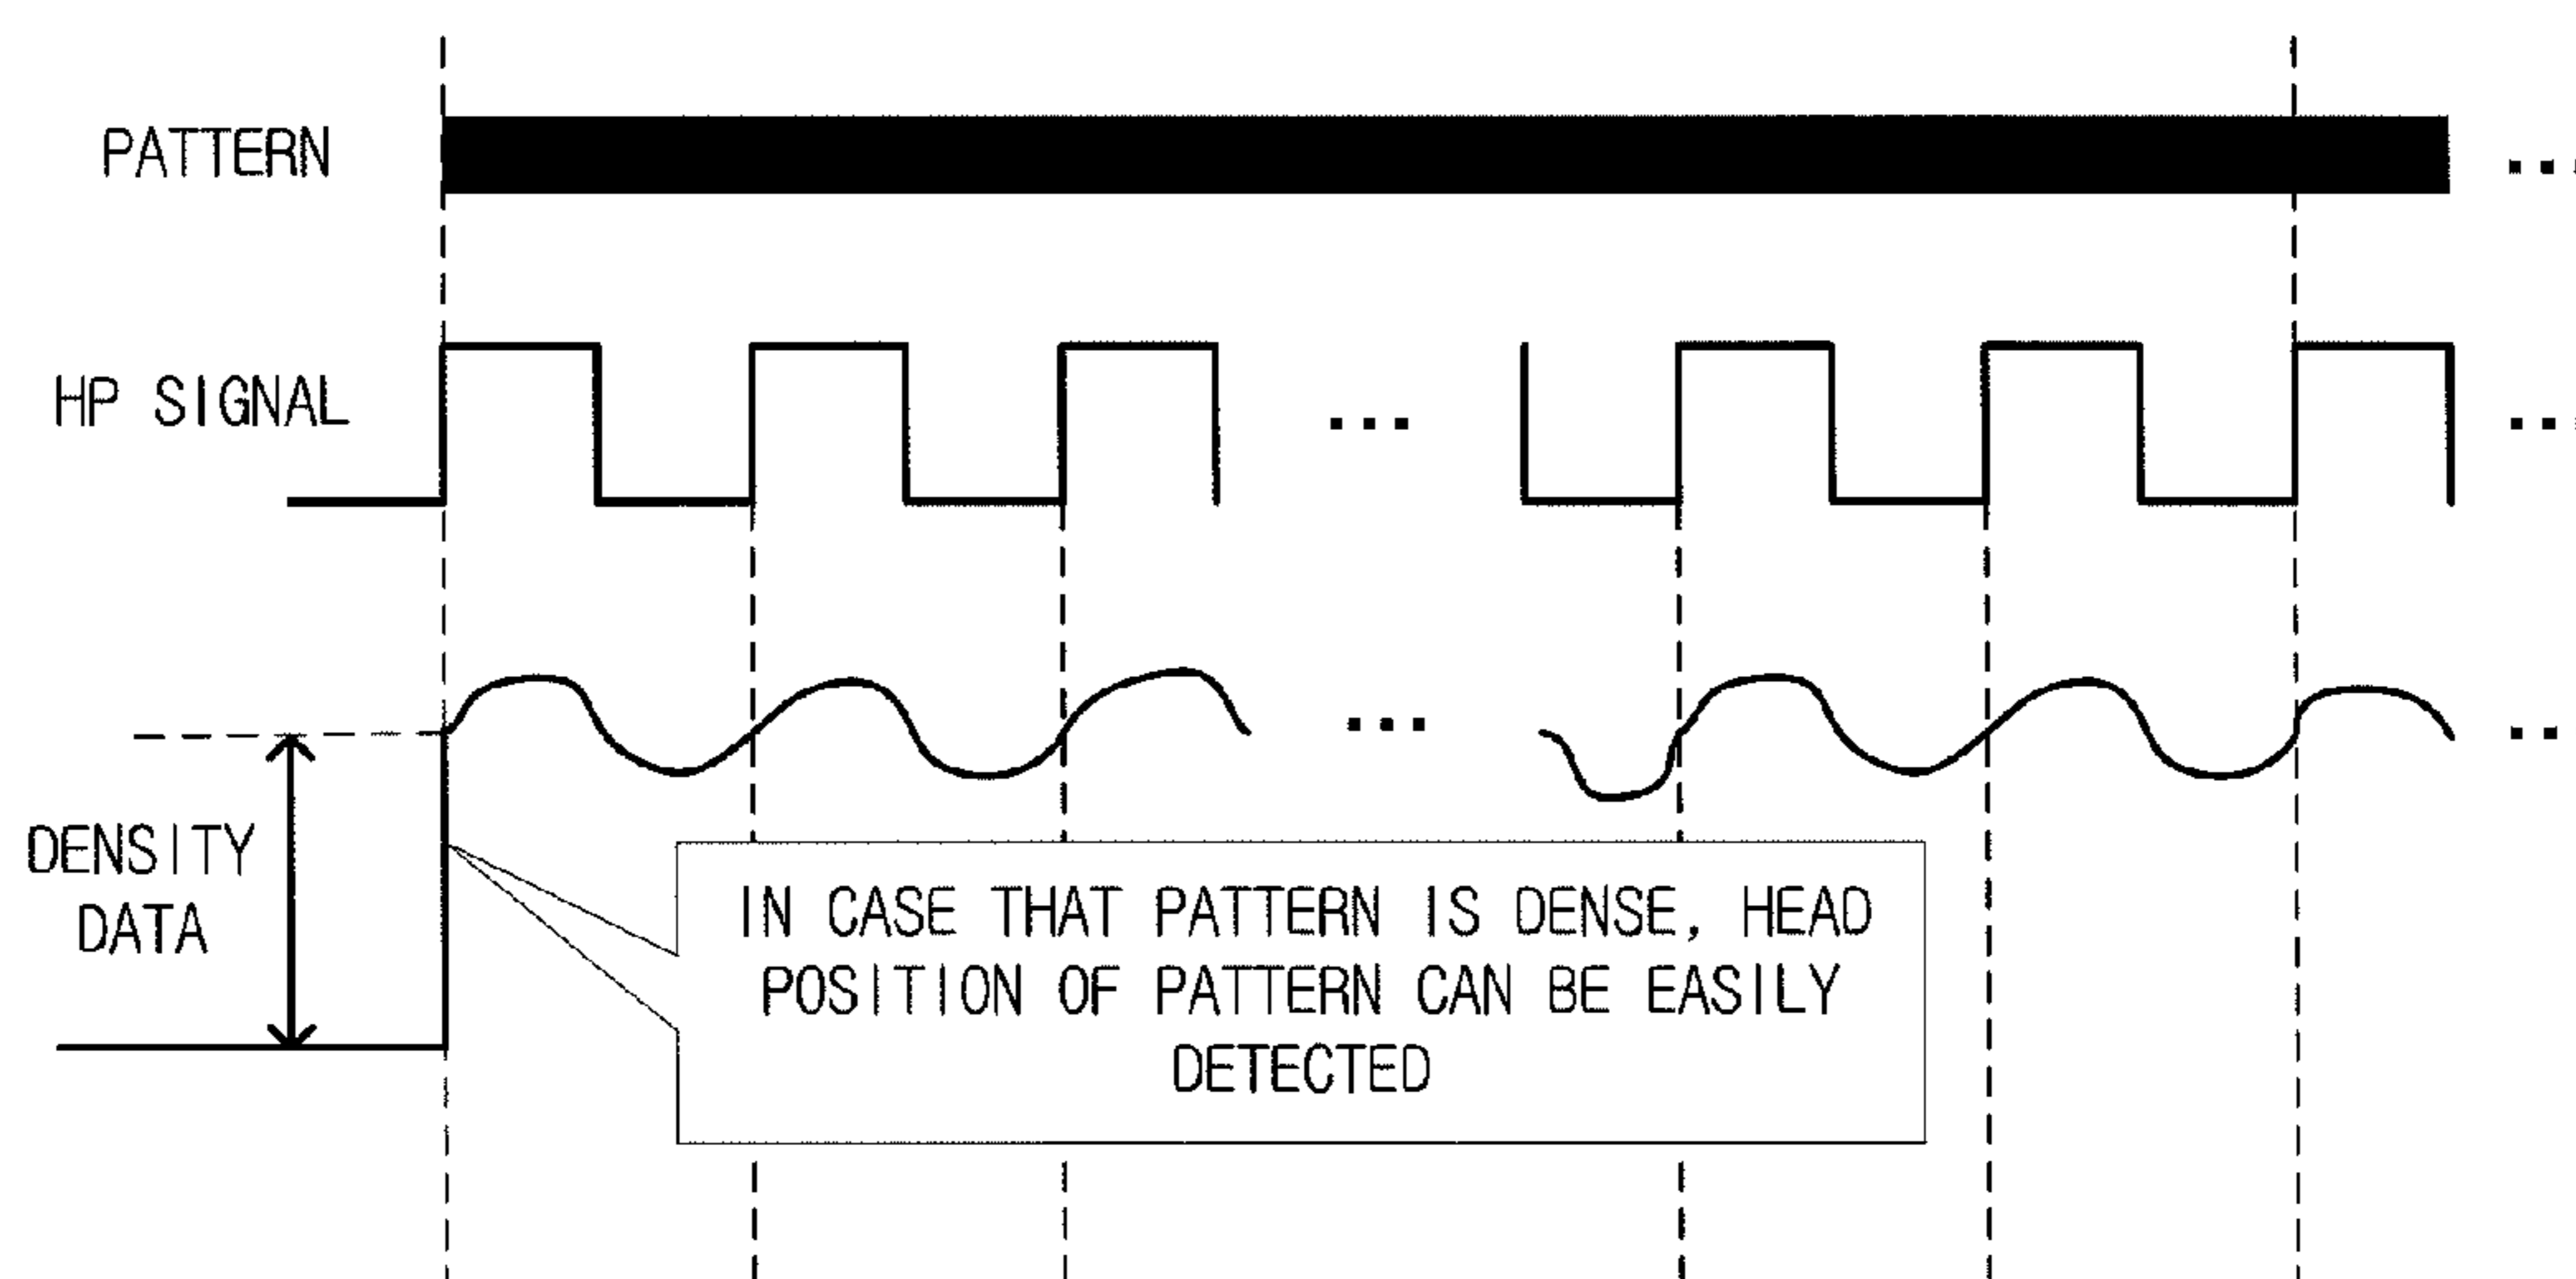 PATTERN
HP SIGNAL
DENSITY
DATA
IN CASE THAT PATTERN IS DENSE, HEAD
POSITION OF PATTERN CAN BE EASILY
DETECTED